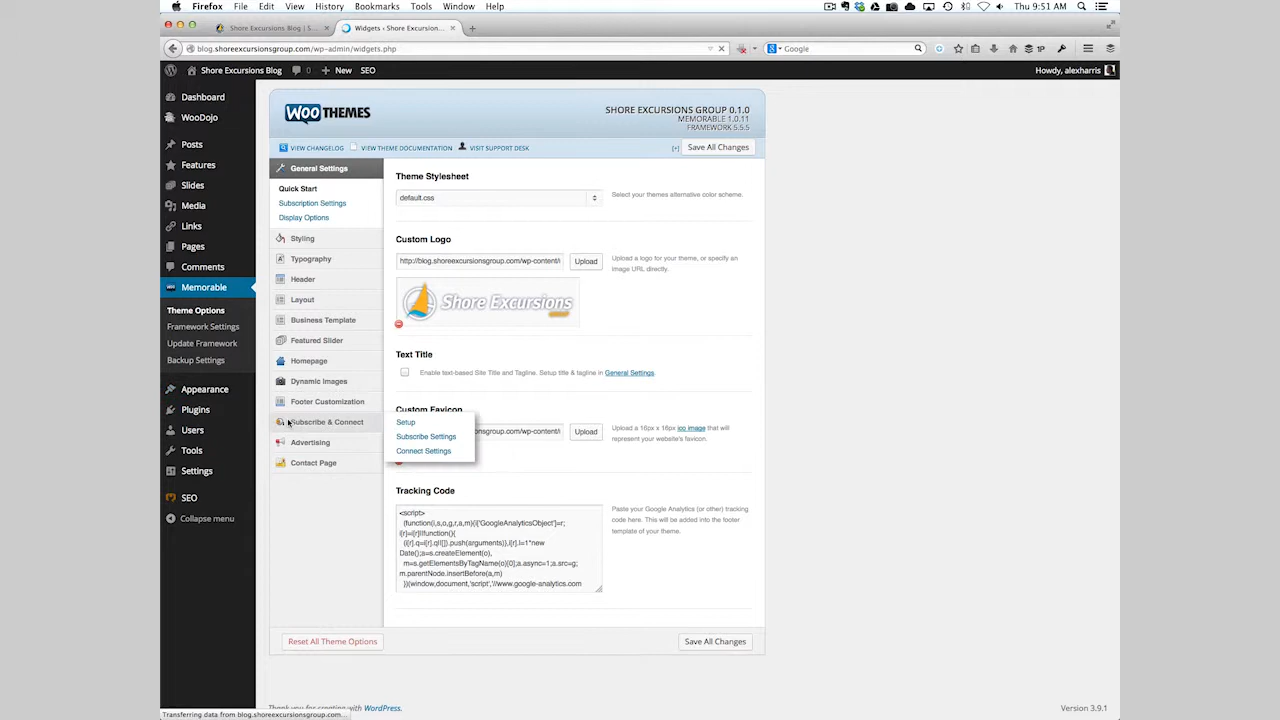 Firefox File Edit View History Bookmarks Tools Window Help Thu 9:51 AM
Shore Excursions Blog | S... Widgets ‹ Shore Excursion...
blog.shoreexcursionsgroup.com/wp-admin/widgets.php Google 1P
Shore Excursions Blog 0 New SEO Howdy, alexharris
Dashboard
WooDojo
Posts
Features
Slides
Media
Links
Pages
Comments
Memorable
Theme Options
Framework Settings
Update Framework
Backup Settings
Appearance
Plugins
Users
Tools
Settings
SEO
Collapse menu
WOO THEMES
SHORE EXCURSIONS GROUP 0.1.0
MEMORABLE 1.0.11
FRAMEWORK 5.5.5
VIEW CHANGELOG VIEW THEME DOCUMENTATION VISIT SUPPORT DESK [+] Save All Changes
General Settings
Quick Start
Subscription Settings
Display Options
Styling
Typography
Header
Layout
Business Template
Featured Slider
Homepage
Dynamic Images
Footer Customization
Subscribe & Connect
Advertising
Contact Page
Setup
Subscribe Settings
Connect Settings
Theme Stylesheet
default.css
Select your themes alternative color scheme.
Custom Logo
http://blog.shoreexcursionsgroup.com/wp-content/ Upload
Upload a logo for your theme, or specify an
image URL directly.
Shore Excursions
Text Title
Enable text-based Site Title and Tagline. Setup title & tagline in General Settings.
Custom Favicon
nsgroup.com/wp-content/ Upload
Upload a 16px x 16px ico image that will
represent your website's favicon.
Tracking Code
<script>
(function(i,s,o,g,r,a,m){i['GoogleAnalyticsObject']=r;
i[r]=i[r]||function(){
(i[r].q=i[r].q||[]).push(arguments)},i[r].l=1*new
Date();a=s.createElement(o),
m=s.getElementsByTagName(o)[0];a.async=1;a.src=g;
m.parentNode.insertBefore(a,m)
})(window,document,'script','//www.google-analytics.com
Paste your Google Analytics (or other) tracking
code here. This will be added into the footer
template of your theme.
Reset All Theme Options Save All Changes
Thank you for creating with WordPress. Version 3.9.1
Transferring data from blog.shoreexcursionsgroup.com...